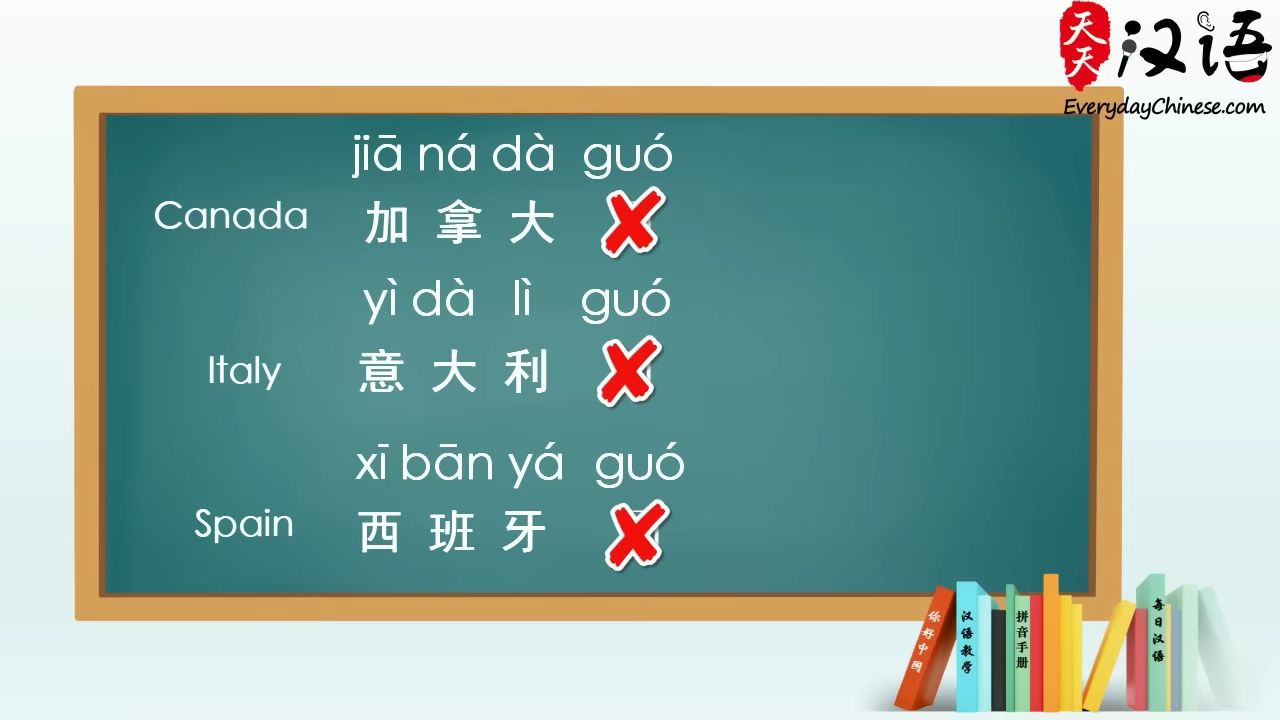 天天汉语
EverydayChinese.com
jiā ná dà guó
Canada 加 拿 大
yì dà lì guó
Italy 意 大 利
xī bān yá guó
Spain 西 班 牙
你好中国
汉语教学
拼音手册
每日汉语